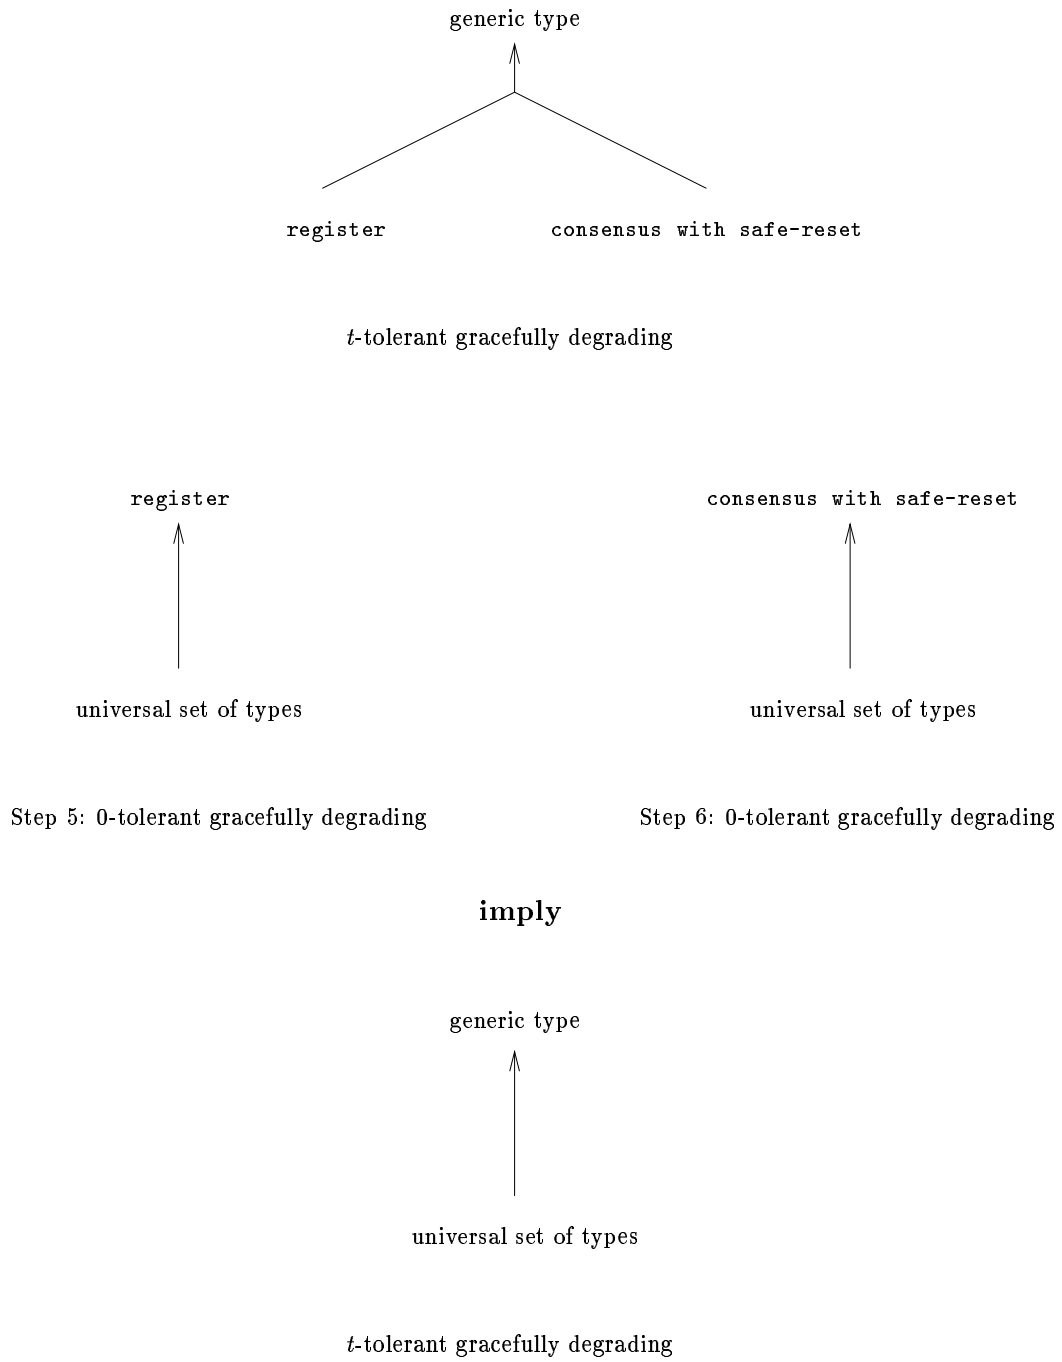 generic type
register consensus with safe-reset
t-tolerant gracefully degrading
register consensus with safe-reset
universal set of types universal set of types
Step 5: 0-tolerant gracefully degrading Step 6: 0-tolerant gracefully degrading
imply
generic type
universal set of types
t-tolerant gracefully degrading